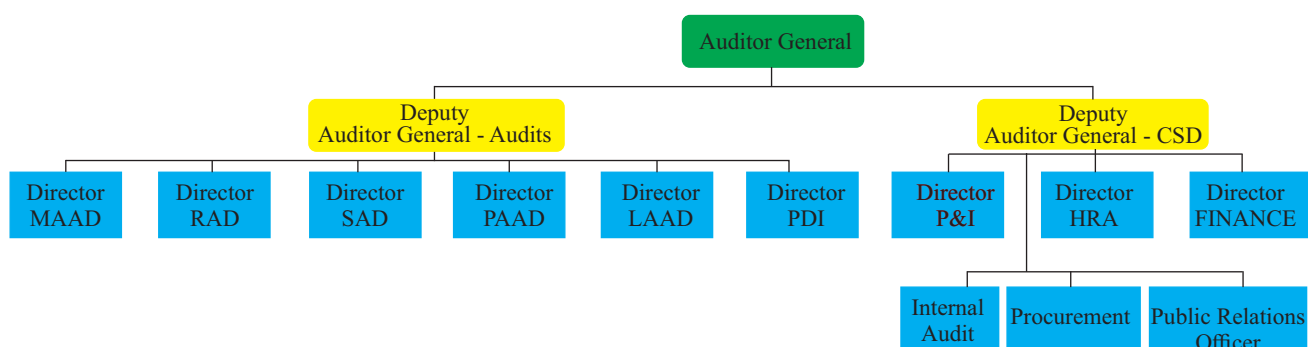 Auditor General
Deputy
Auditor General - Audits
Deputy
Auditor General - CSD
Director
MAAD
Director
RAD
Director
SAD
Director
PAAD
Director
LAAD
Director
PDI
Director
P&I
Director
HRA
Director
FINANCE
Internal
Audit
Procurement
Public Relations
Officer